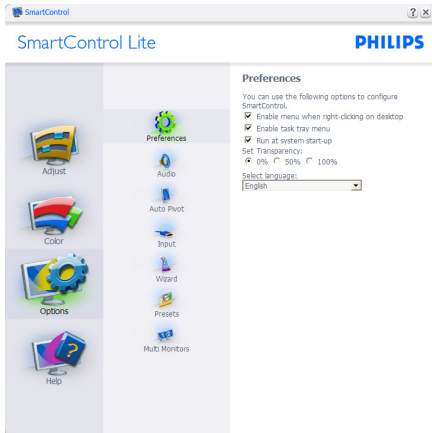 SmartControl
SmartControl Lite
PHILIPS
Adjust
Color
Options
Help
Preferences
Audio
Auto Pivot
Input
Wizard
Presets
Multi Monitors
Preferences
You can use the following options to configure
SmartControl.
Enable menu when right-clicking on desktop
Enable task tray menu
Run at system start-up
Set Transparency:
0% 50% 100%
Select language:
English